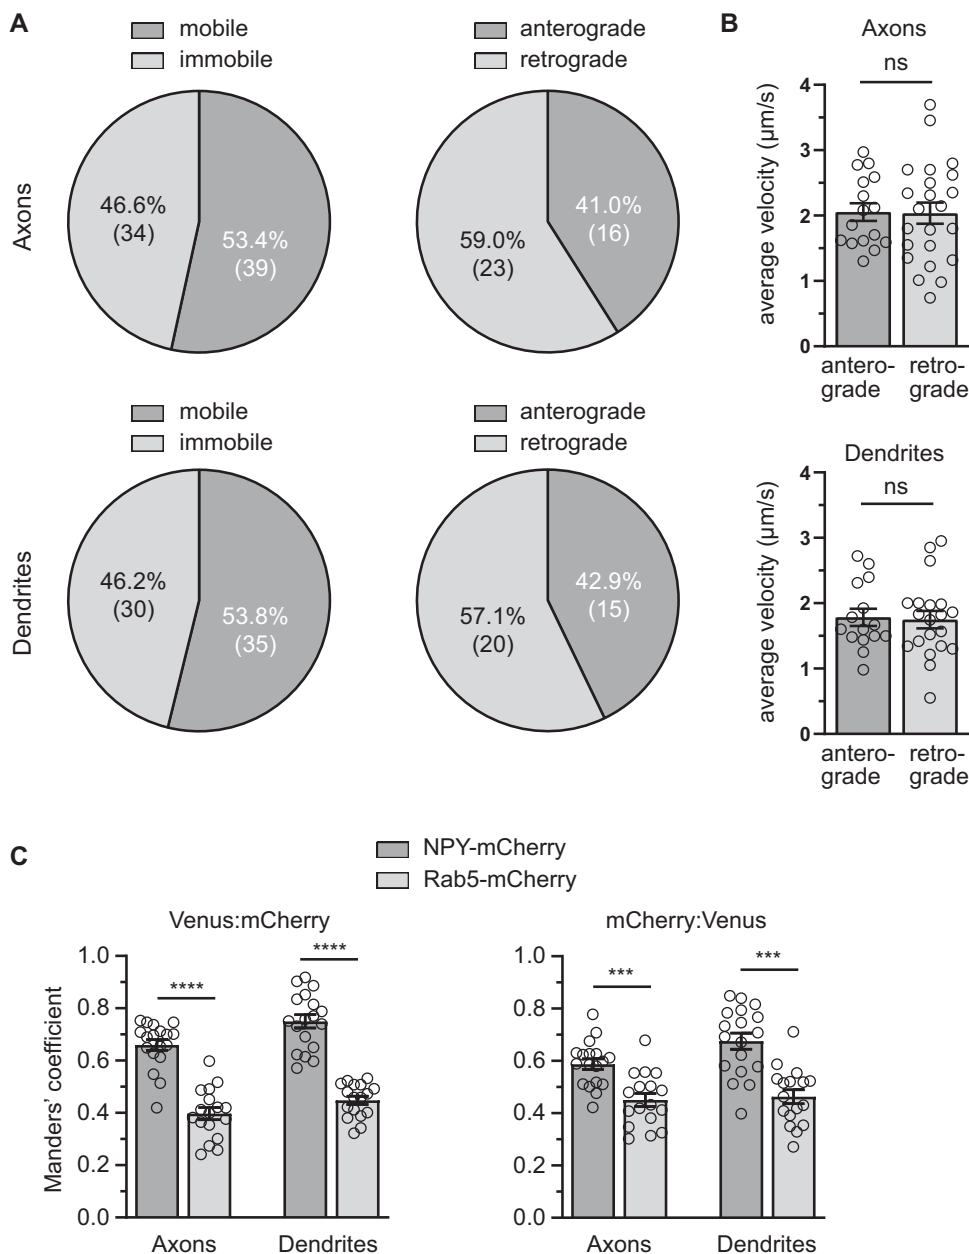 A
mobile
immobile
anterograde
retrograde
Axons
46.6%
(34)
53.4%
(39)
59.0%
(23)
41.0%
(16)
mobile
immobile
anterograde
retrograde
Dendrites
46.2%
(30)
53.8%
(35)
57.1%
(20)
42.9%
(15)
B
Axons
ns
average velocity (µm/s)
4
3
2
1
0
antero-
grade
retro-
grade
Dendrites
ns
average velocity (µm/s)
4
3
2
1
0
antero-
grade
retro-
grade
C
NPY-mCherry
Rab5-mCherry
Venus:mCherry
Manders’ coefficient
1.0
0.8
0.6
0.4
0.2
0.0
****
****
Axons
Dendrites
mCherry:Venus
1.0
0.8
0.6
0.4
0.2
0.0
***
***
Axons
Dendrites